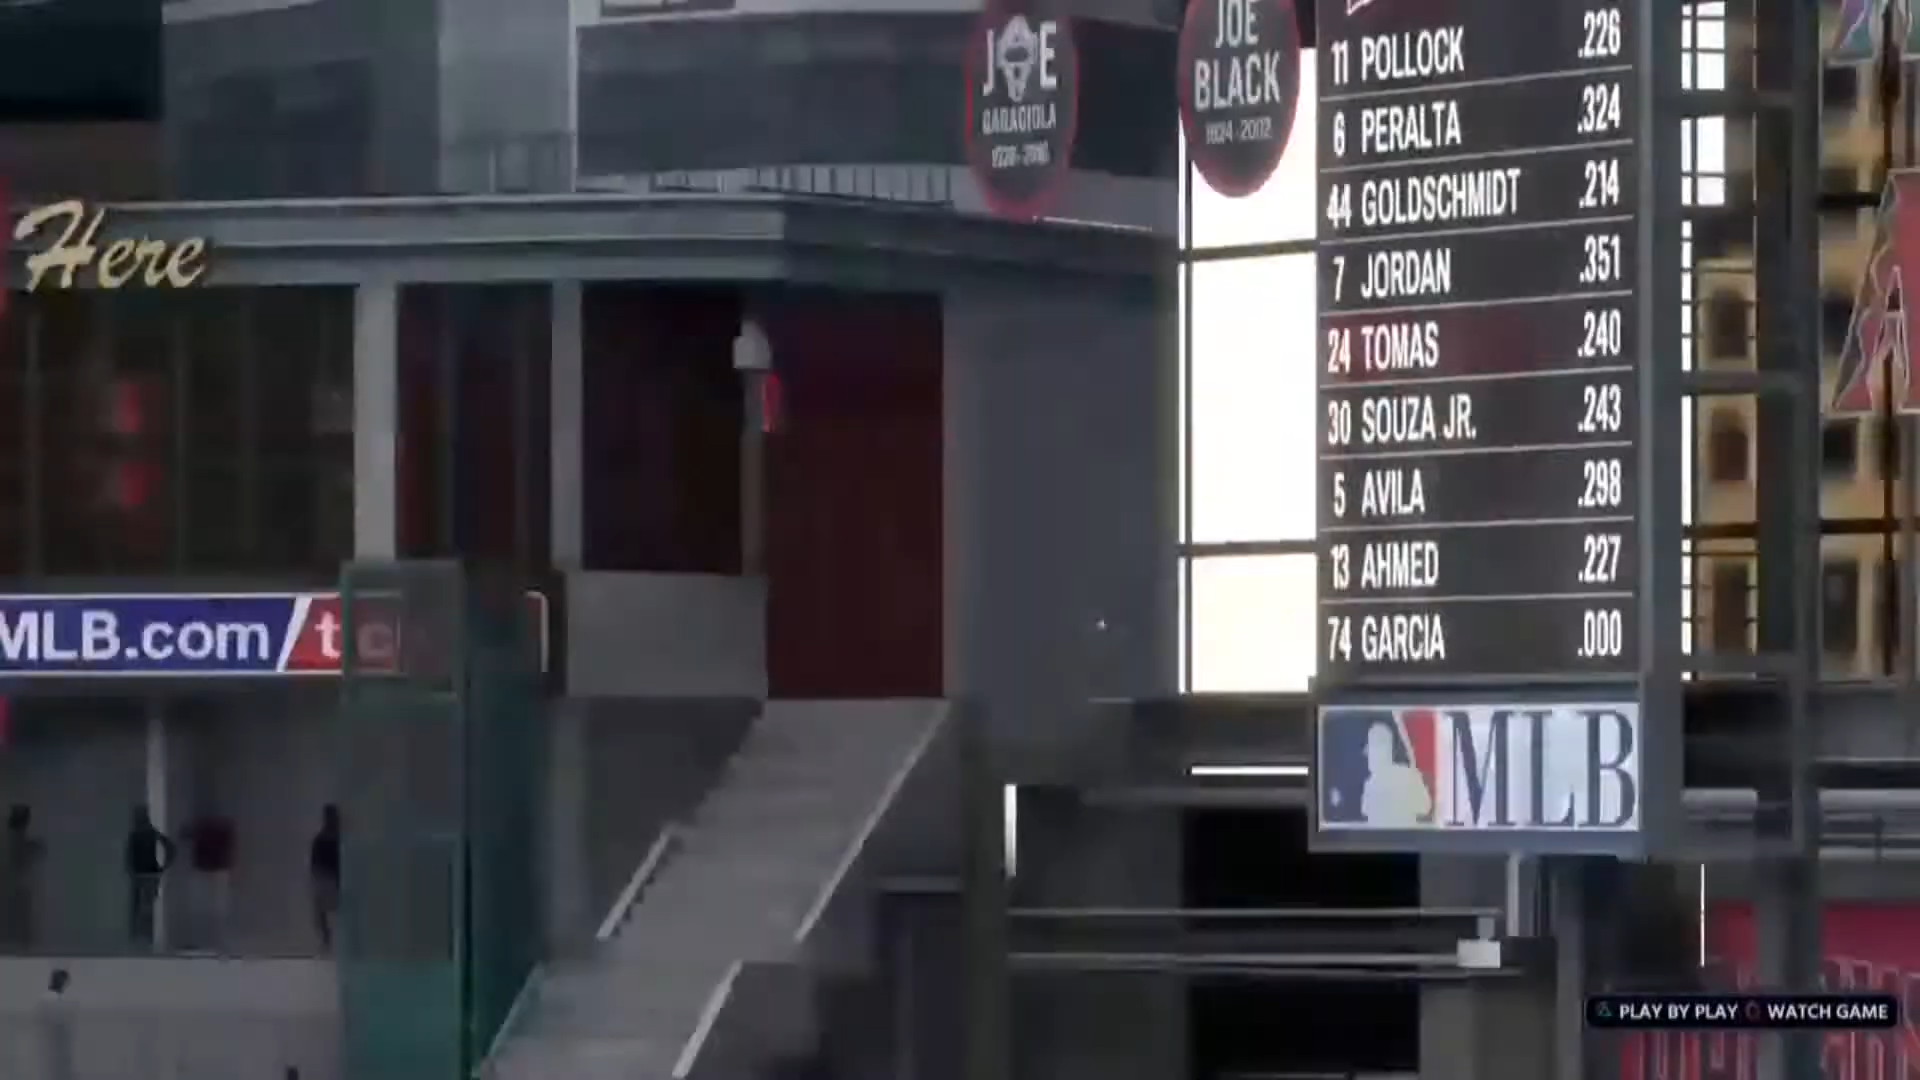 JOE
GARAGIOLA
JOE
BLACK
1924-2002
11 POLLOCK .226
6 PERALTA .324
44 GOLDSCHMIDT .214
7 JORDAN .351
24 TOMAS .240
30 SOUZA JR. .243
5 AVILA .298
13 AHMED .227
74 GARCIA .000
MLB
Here
MLB.com/
PLAY BY PLAY WATCH GAME